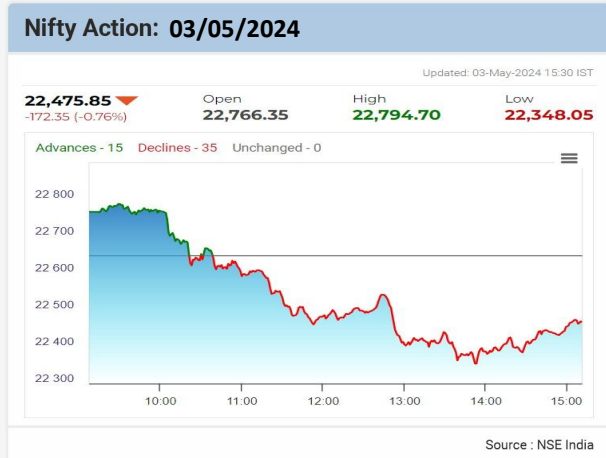 Nifty Action: 03/05/2024
Updated: 03-May-2024 15:30 IST
22,475.85 Open High Low
-172.35 (-0.76%) 22,766.35 22,794.70 22,348.05
Advances - 15 Declines - 35 Unchanged - 0
22 800
22 700
22 600
22 500
22 400
22 300
10:00 11:00 12:00 13:00 14:00 15:00
Source : NSE India